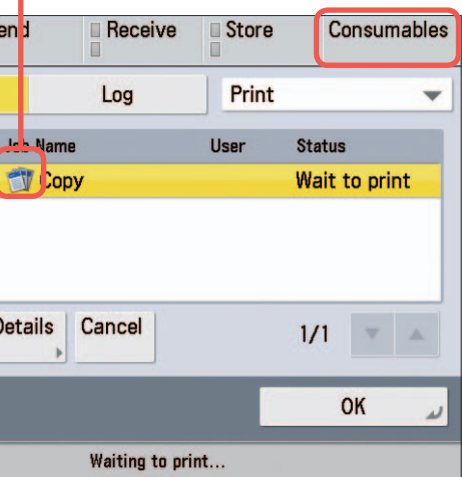 end Receive Store Consumables
Log Print
Job Name User Status
Copy Wait to print
Details Cancel 1/1
OK
Waiting to print...